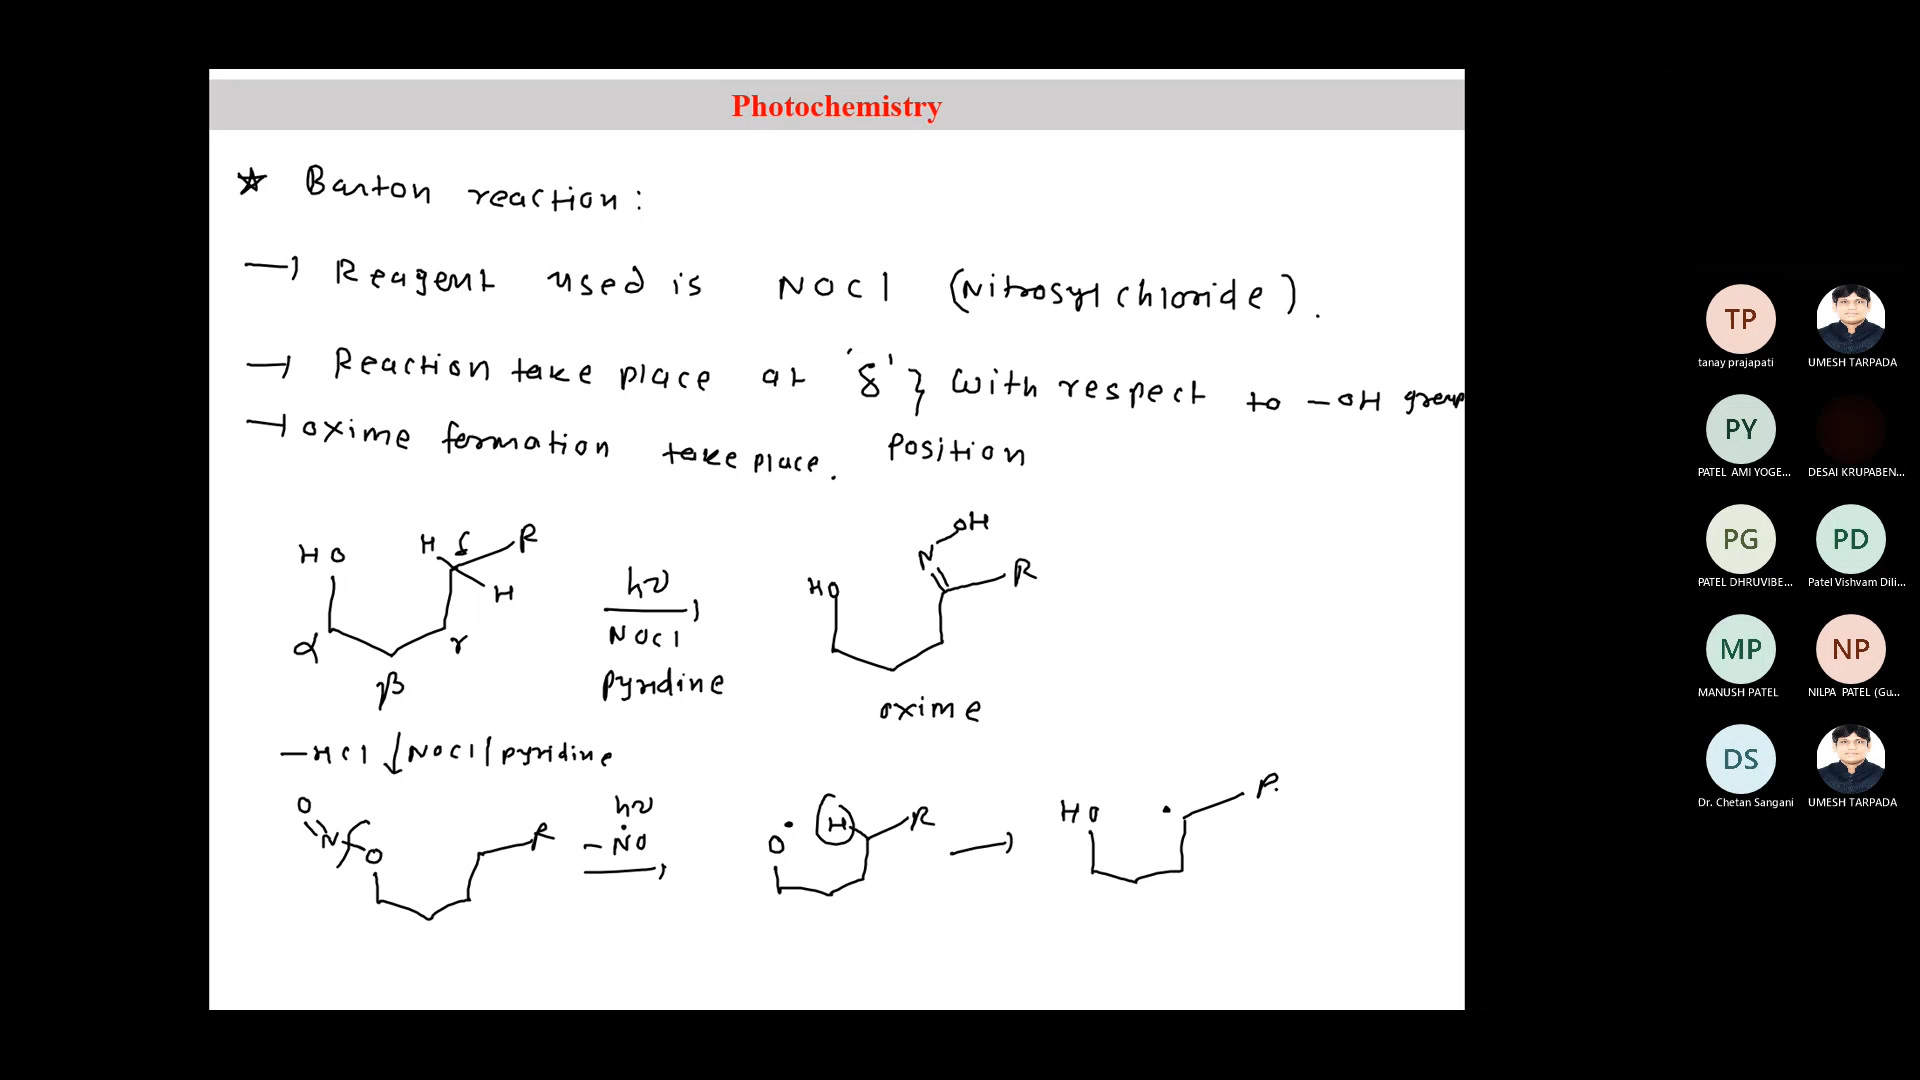 Photochemistry
☆ Barton reaction:
→ Reagent used is NOCl (Nitrosyl chloride).
→ Reaction take place at 'δ' } with respect to -OH group
→ oxime formation take place. Position
HO H δ R H
α β γ
hν
NOCl
Pyridine
HO N OH R
oxime
-HCl ↓ NOCl / pyridine
O N O R
hν
-NO
O• H R →
HO • R
TP
tanay prajapati
UMESH TARPADA
PY
PATEL AMI YOGE...
DESAI KRUPABEN...
PG
PATEL DHRUVIBE...
PD
Patel Vishvam Dili...
MP
MANUSH PATEL
NP
NILPA PATEL (Gu...
DS
Dr. Chetan Sangani
UMESH TARPADA